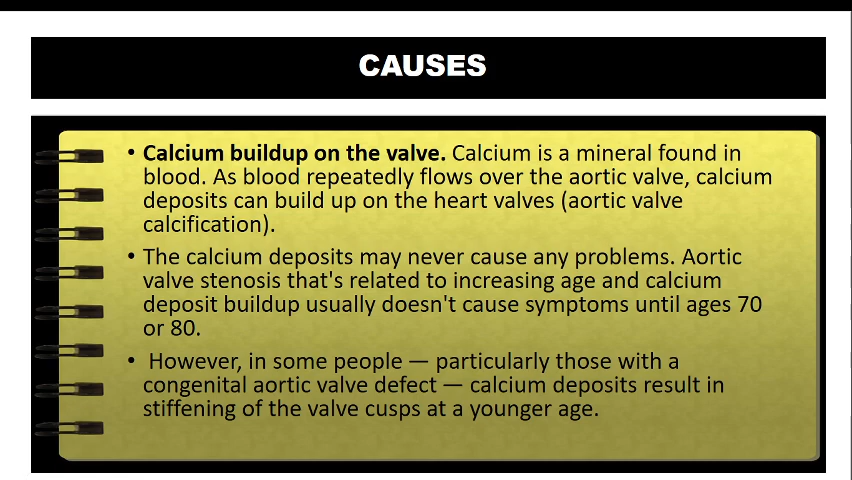 CAUSES
• Calcium buildup on the valve. Calcium is a mineral found in
blood. As blood repeatedly flows over the aortic valve, calcium
deposits can build up on the heart valves (aortic valve
calcification).
• The calcium deposits may never cause any problems. Aortic
valve stenosis that's related to increasing age and calcium
deposit buildup usually doesn't cause symptoms until ages 70
or 80.
• However, in some people — particularly those with a
congenital aortic valve defect — calcium deposits result in
stiffening of the valve cusps at a younger age.